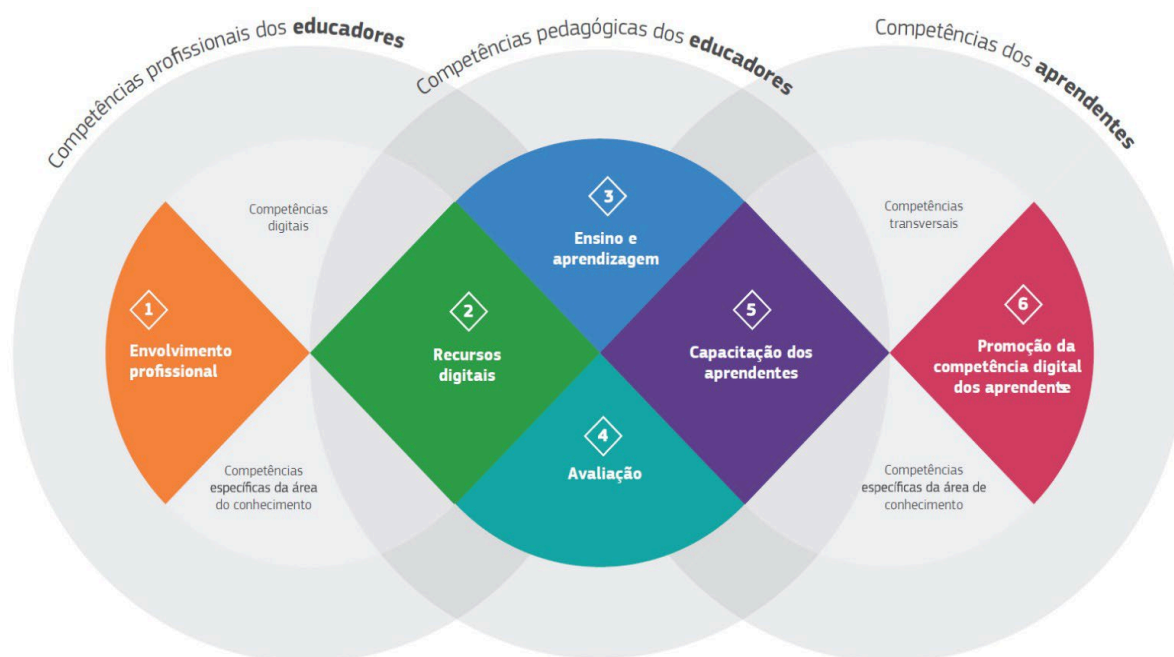 Competências profissionais dos educadores
Competências pedagógicas dos educadores
Competências dos aprendentes
Competências
digitais
1
Envolvimento
profissional
Competências
específicas da área
do conhecimento
2
Recursos
digitais
3
Ensino e
aprendizagem
4
Avaliação
5
Capacitação dos
aprendentes
Competências
transversais
6
Promoção da
competência digital
dos aprendentes
Competências
específicas da área de
conhecimento